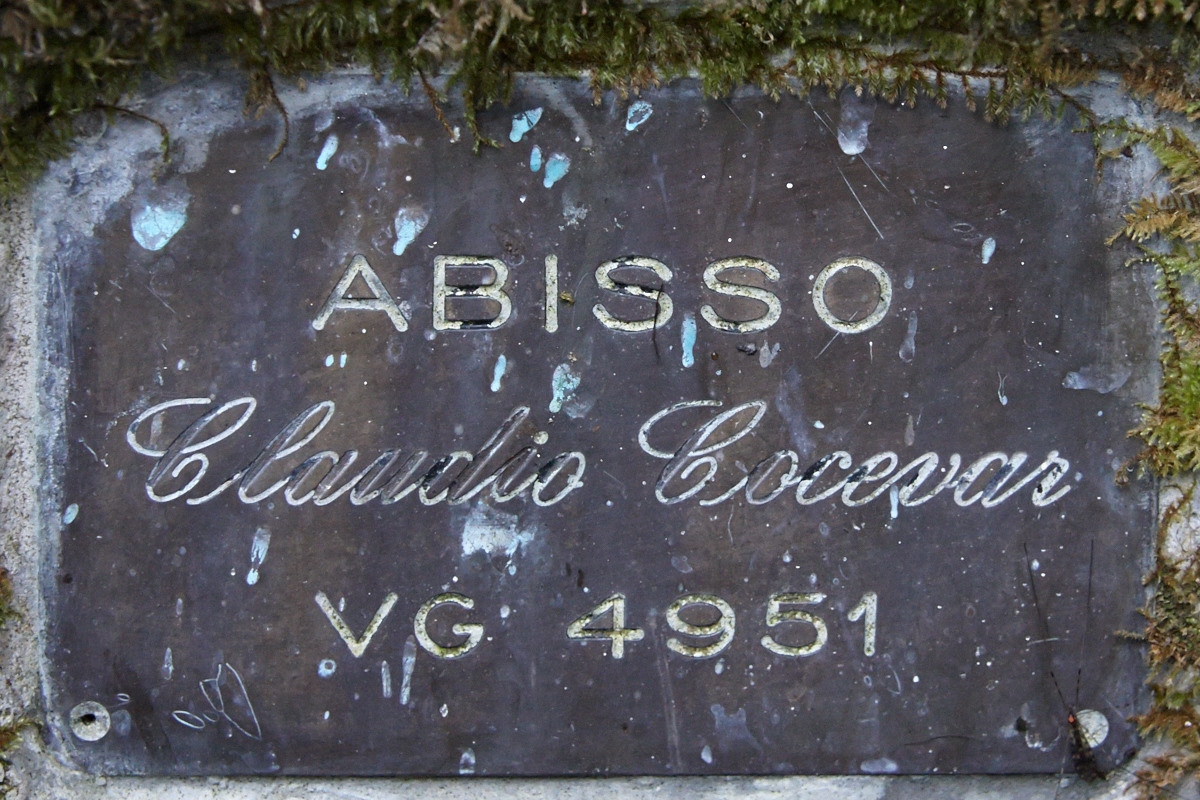 ABISSO
Claudio Cocevar
VG 4951